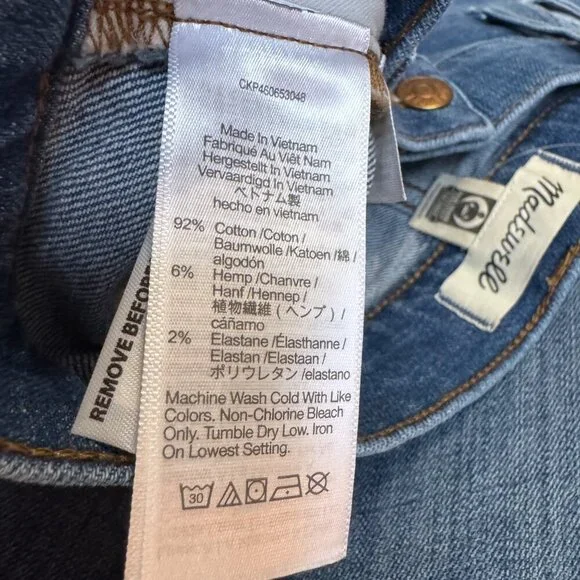 CKP460653048
Made In Vietnam
Fabriqué Au Viêt Nam
Hergestellt In Vietnam
Vervaardigd In Vietnam
ベトナム製
hecho en vietnam
92% Cotton /Coton /
Baumwolle /Katoen /綿 /
algodón
6% Hemp /Chanvre /
Hanf /Hennep /
植物繊維（ヘンプ）/
cáñamo
2% Elastane /Élasthanne /
Elastan /Elastaan /
ポリウレタン /elastano
Machine Wash Cold With Like
Colors. Non-Chlorine Bleach
Only. Tumble Dry Low. Iron
On Lowest Setting.
30
REMOVE BEFORE
Madewell